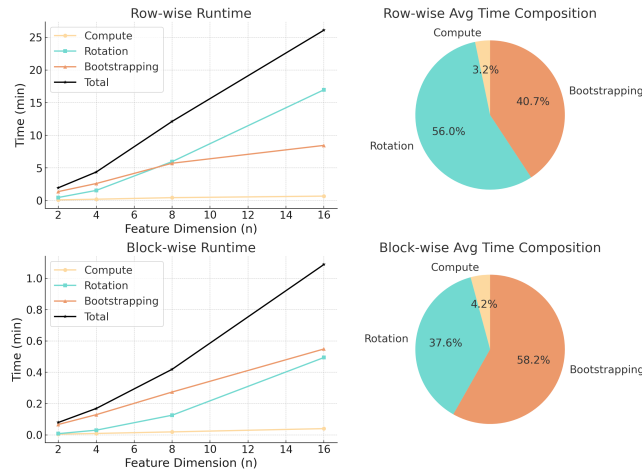 Row-wise Runtime
Compute
Rotation
Bootstrapping
Total
Time (min)
25
20
15
10
5
0
2 4 6 8 10 12 14 16
Feature Dimension (n)
Row-wise Avg Time Composition
Compute
3.2%
40.7%
Bootstrapping
56.0%
Rotation
Block-wise Runtime
Compute
Rotation
Bootstrapping
Total
Time (min)
1.0
0.8
0.6
0.4
0.2
0.0
2 4 6 8 10 12 14 16
Feature Dimension (n)
Block-wise Avg Time Composition
Compute
4.2%
Rotation
37.6%
58.2%
Bootstrapping